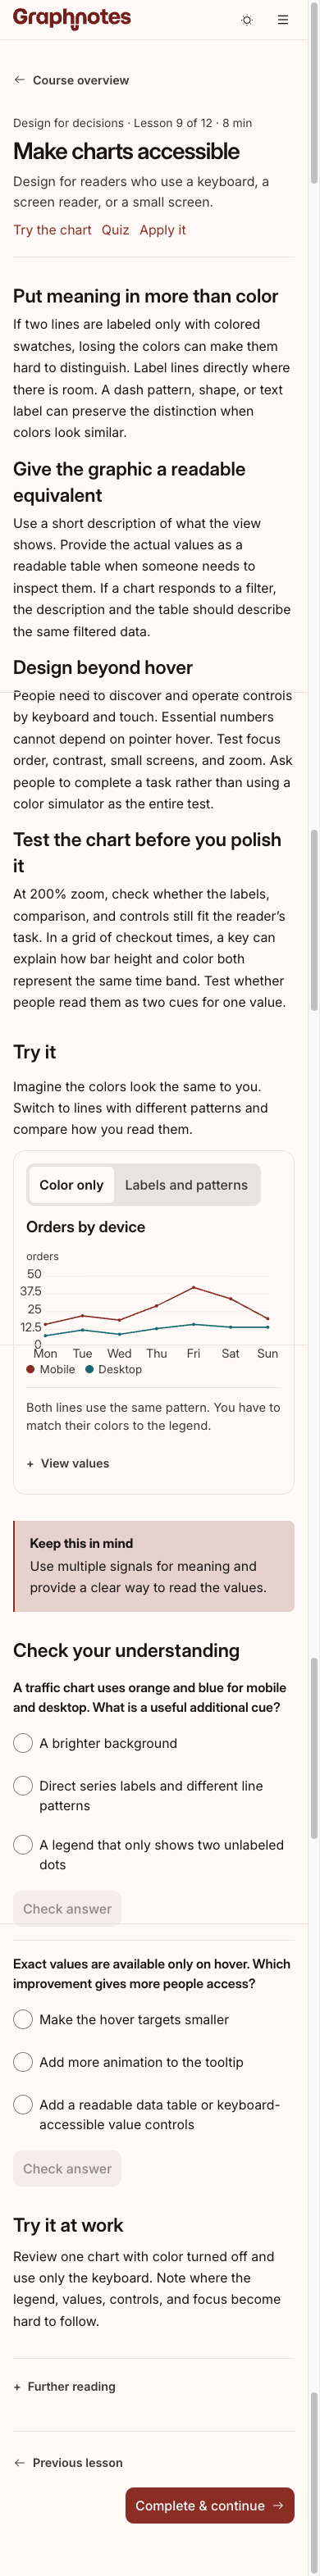 Graphnotes
← Course overview
Design for decisions · Lesson 9 of 12 · 8 min
Make charts accessible
Design for readers who use a keyboard, a
screen reader, or a small screen.
Try the chart Quiz Apply it
Put meaning in more than color
If two lines are labeled only with colored
swatches, losing the colors can make them
hard to distinguish. Label lines directly where
there is room. A dash pattern, shape, or text
label can preserve the distinction when
colors look similar.
Give the graphic a readable
equivalent
Use a short description of what the view
shows. Provide the actual values as a
readable table when someone needs to
inspect them. If a chart responds to a filter,
the description and the table should describe
the same filtered data.
Design beyond hover
People need to discover and operate controls
by keyboard and touch. Essential numbers
cannot depend on pointer hover. Test focus
order, contrast, small screens, and zoom. Ask
people to complete a task rather than using a
color simulator as the entire test.
Test the chart before you polish
it
At 200% zoom, check whether the labels,
comparison, and controls still fit the reader’s
task. In a grid of checkout times, a key can
explain how bar height and color both
represent the same time band. Test whether
people read them as two cues for one value.
Try it
Imagine the colors look the same to you.
Switch to lines with different patterns and
compare how you read them.
Color only Labels and patterns
Orders by device
orders
50
37.5
25
12.5
0
Mon Tue Wed Thu Fri Sat Sun
Mobile Desktop
Both lines use the same pattern. You have to
match their colors to the legend.
+ View values
Keep this in mind
Use multiple signals for meaning and
provide a clear way to read the values.
Check your understanding
A traffic chart uses orange and blue for mobile
and desktop. What is a useful additional cue?
A brighter background
Direct series labels and different line
patterns
A legend that only shows two unlabeled
dots
Check answer
Exact values are available only on hover. Which
improvement gives more people access?
Make the hover targets smaller
Add more animation to the tooltip
Add a readable data table or keyboard-
accessible value controls
Check answer
Try it at work
Review one chart with color turned off and
use only the keyboard. Note where the
legend, values, controls, and focus become
hard to follow.
+ Further reading
← Previous lesson
Complete & continue →